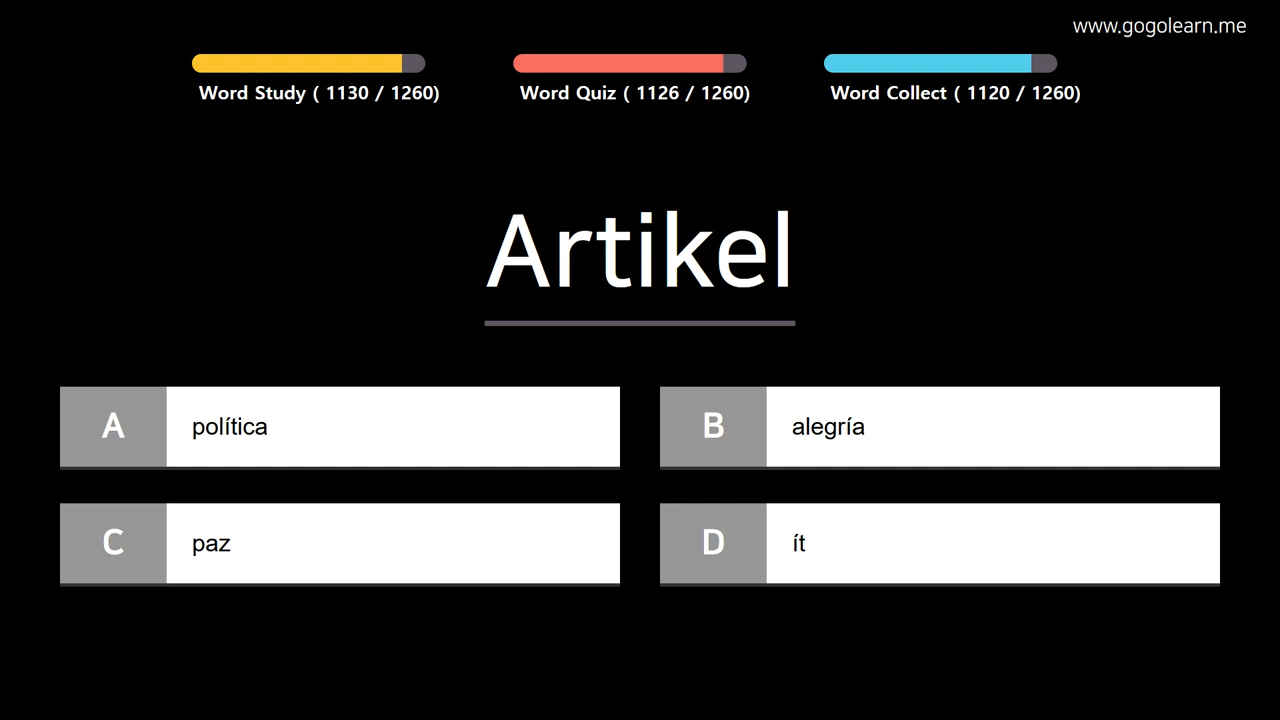 www.gogolearn.me
Word Study ( 1130 / 1260)
Word Quiz ( 1126 / 1260)
Word Collect ( 1120 / 1260)
Artikel
A política
B alegría
C paz
D ít